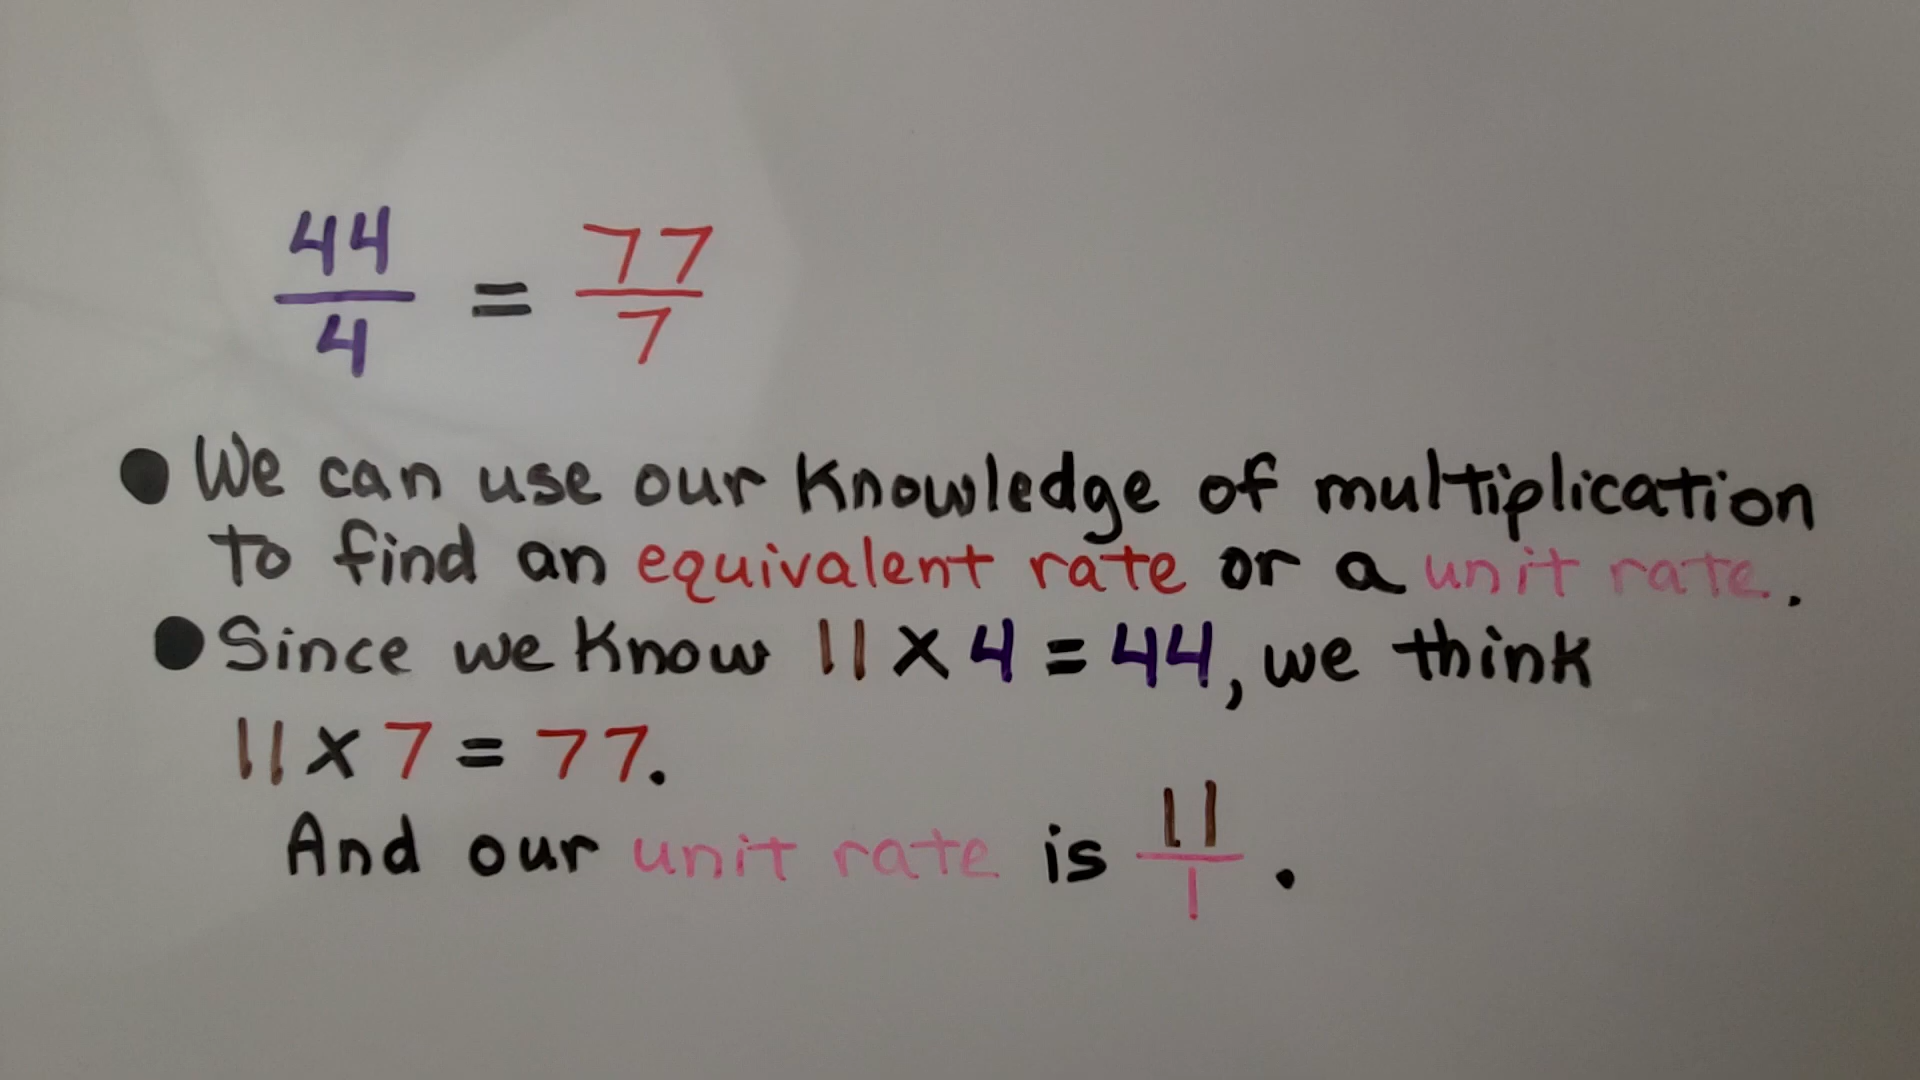 44/4 = 77/7
● We can use our knowledge of multiplication
to find an equivalent rate or a unit rate.
● Since we know 11 × 4 = 44, we think
11 × 7 = 77.
And our unit rate is 11/1.